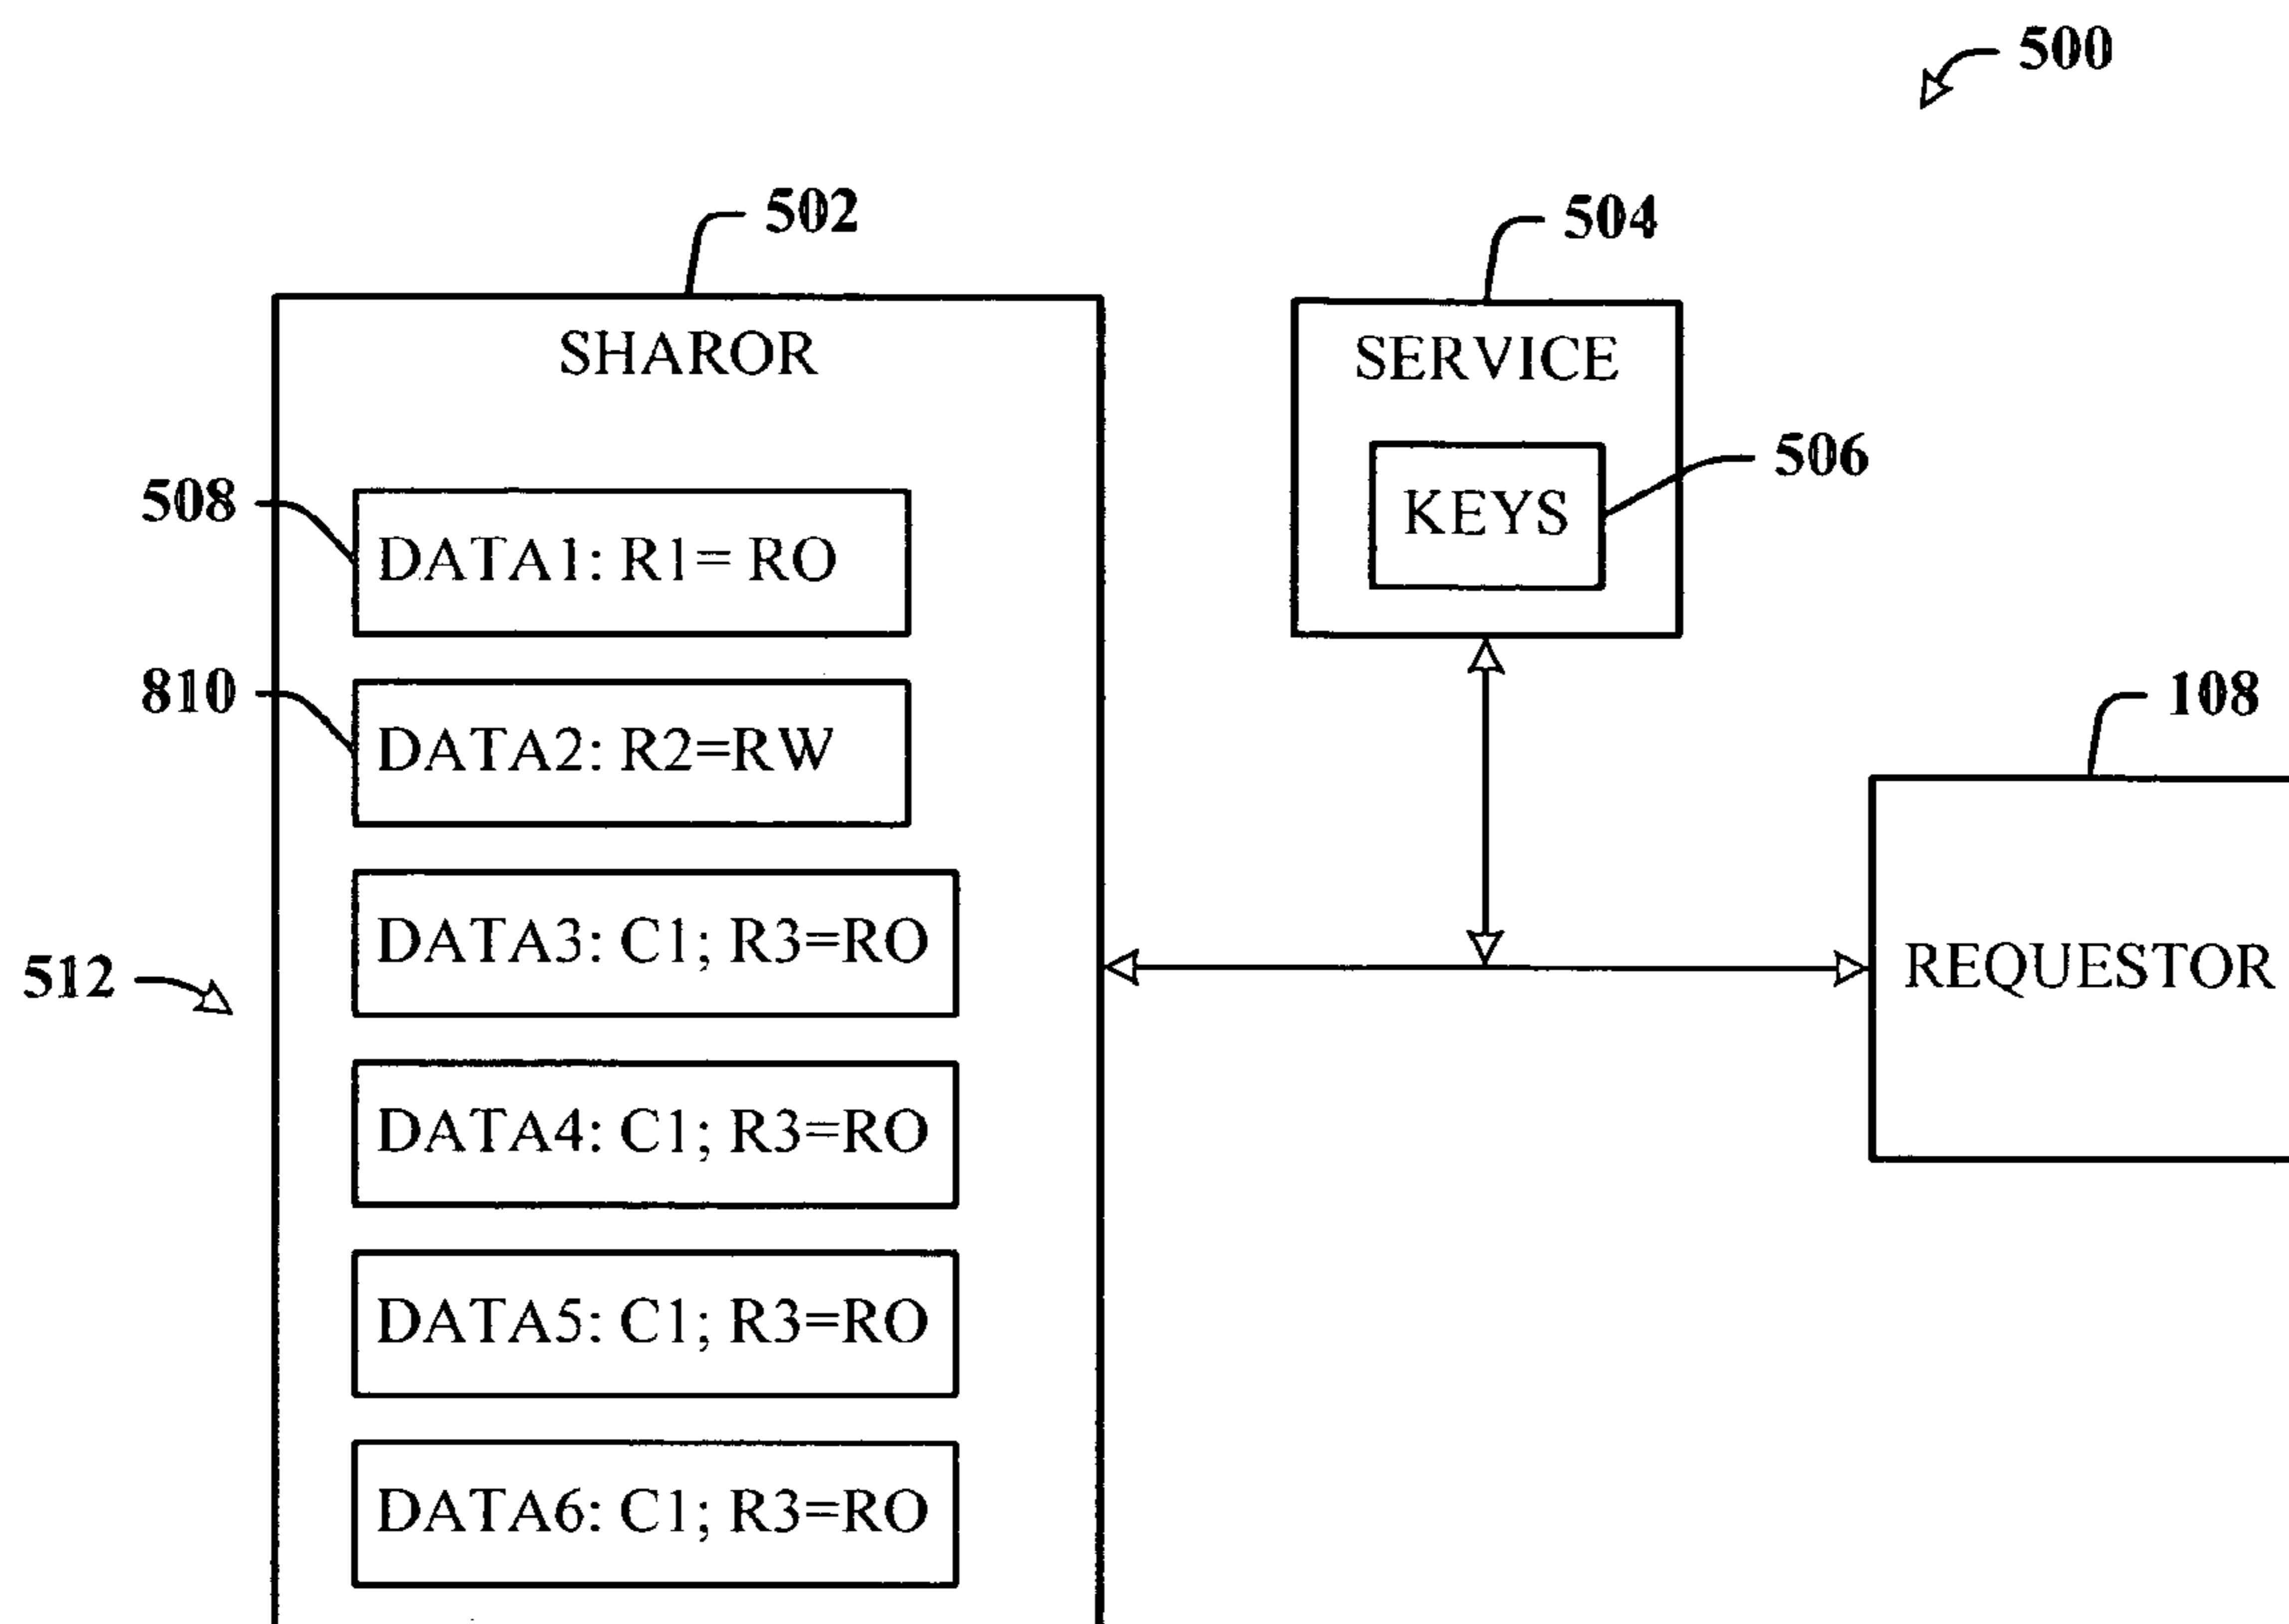 500
502
504
SHAROR
SERVICE
506
KEYS
508
DATA1: R1= RO
810
DATA2: R2=RW
108
512
DATA3: C1; R3=RO
REQUESTOR
DATA4: C1; R3=RO
DATA5: C1; R3=RO
DATA6: C1; R3=RO